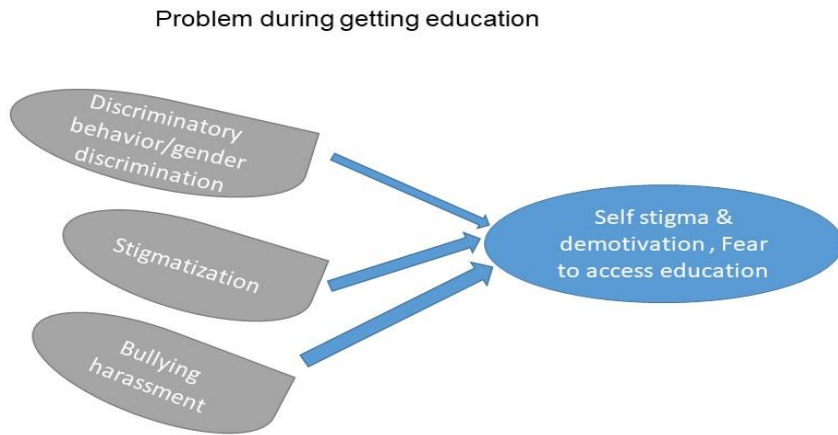 Problem during getting education
Discriminatory
behavior/gender
discrimination
Stigmatization
Bullying
harassment
Self stigma &
demotivation , Fear
to access education